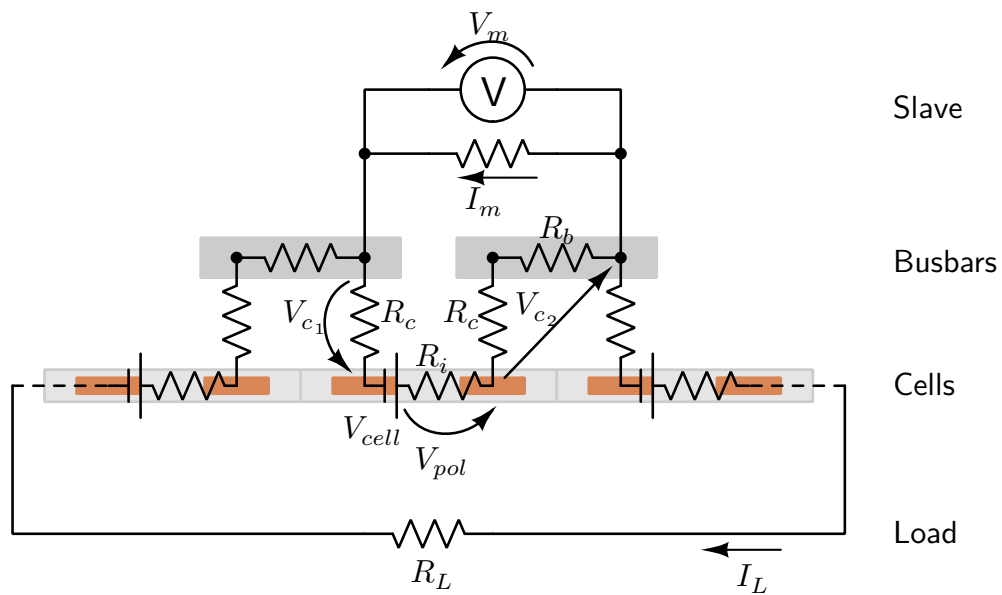 V_m
V
Slave
I_m
R_b
Busbars
V_{c_1}
R_c
R_c
V_{c_2}
R_i
Cells
V_{cell}
V_{pol}
Load
R_L
I_L